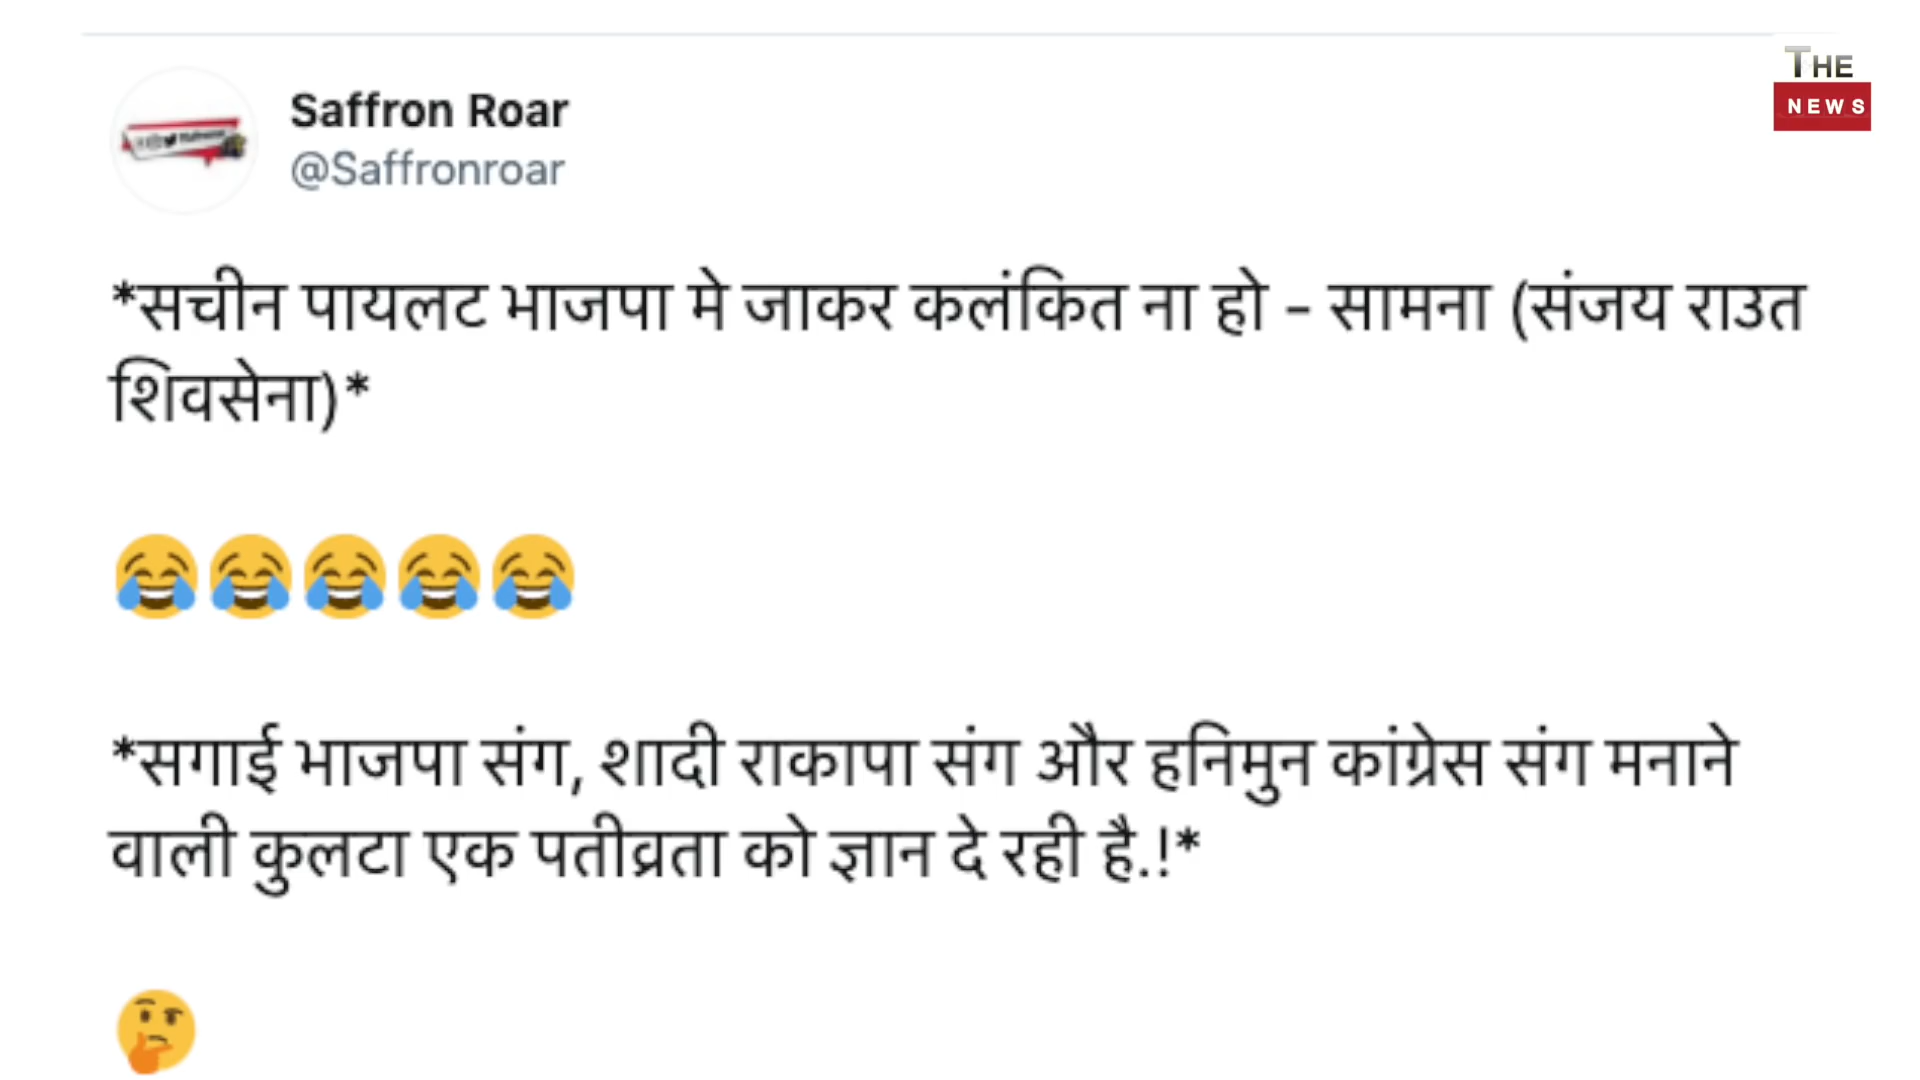 THE
NEWS
Saffron Roar
@Saffronroar
*सचीन पायलट भाजपा मे जाकर कलंकित ना हो - सामना (संजय राउत
शिवसेना)*
😂😂😂😂😂
*सगाई भाजपा संग, शादी राकापा संग और हनिमुन कांग्रेस संग मनाने
वाली कुलटा एक पतीव्रता को ज्ञान दे रही है.!*
🤔